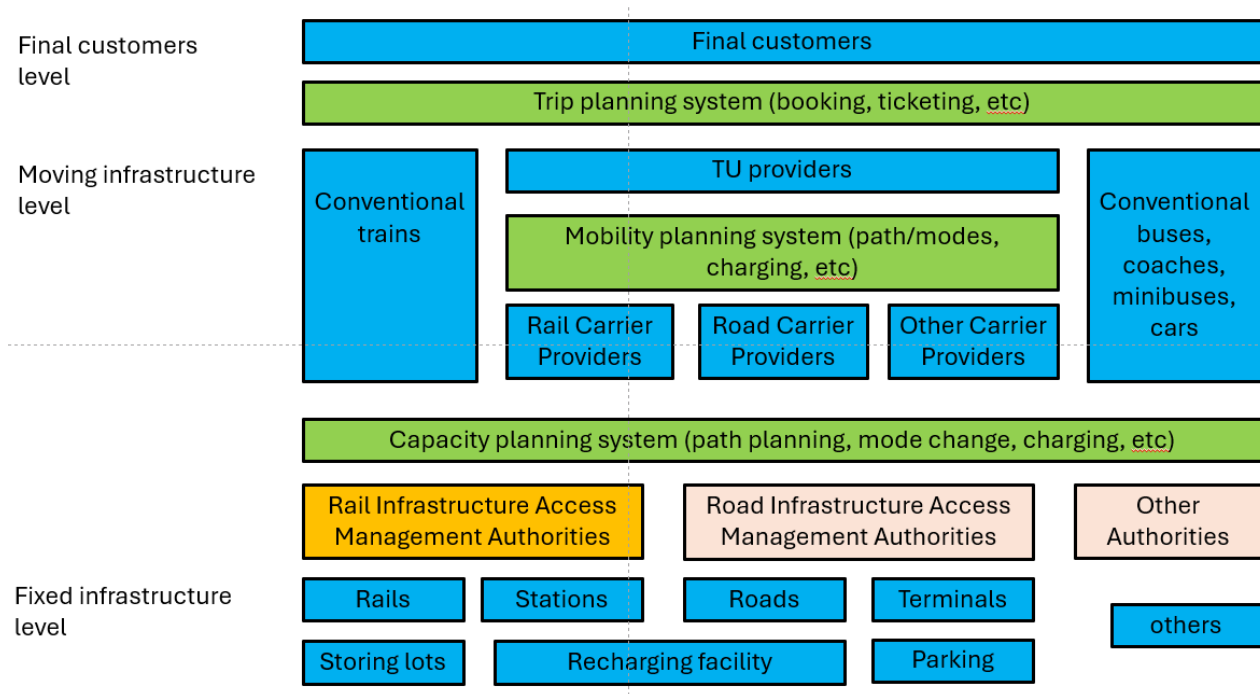 Final customers
level
Final customers
Trip planning system (booking, ticketing, etc)
Moving infrastructure
level
Conventional
trains
TU providers
Mobility planning system (path/modes,
charging, etc)
Rail Carrier
Providers
Road Carrier
Providers
Other Carrier
Providers
Conventional
buses,
coaches,
minibuses,
cars
Capacity planning system (path planning, mode change, charging, etc)
Rail Infrastructure Access
Management Authorities
Road Infrastructure Access
Management Authorities
Other
Authorities
Fixed infrastructure
level
Rails
Stations
Roads
Terminals
others
Storing lots
Recharging facility
Parking